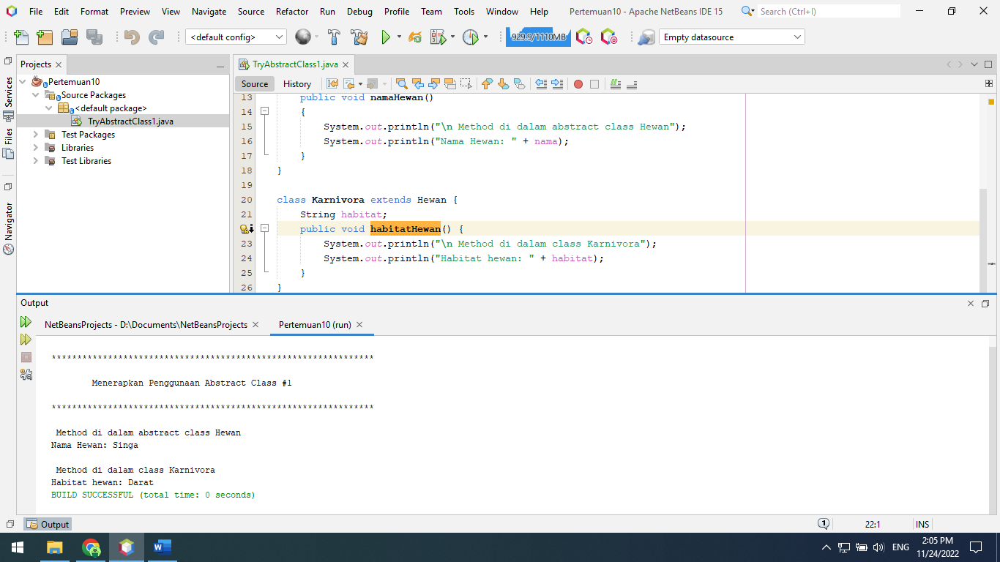 File Edit Format Preview View Navigate Source Refactor Run Debug Profile Team Tools Window Help Pertemuan10 - Apache NetBeans IDE 15 Search (Ctrl+I)
<default config> 929.9/1110MB Empty datasource
Projects TryAbstractClass1.java
Source History
Services
Files
Navigator
Pertemuan10
Source Packages
<default package>
TryAbstractClass1.java
Test Packages
Libraries
Test Libraries
13 public void namaHewan()
14 {
15 System.out.println("\n Method di dalam abstract class Hewan");
16 System.out.println("Nama Hewan: " + nama);
17 }
18 }
19
20 class Karnivora extends Hewan {
21 String habitat;
public void habitatHewan() {
23 System.out.println("\n Method di dalam class Karnivora");
24 System.out.println("Habitat hewan: " + habitat);
25 }
26 }
Output
NetBeansProjects - D:\Documents\NetBeansProjects Pertemuan10 (run)
***************************************************************
Menerapkan Penggunaan Abstract Class #1
***************************************************************
Method di dalam abstract class Hewan
Nama Hewan: Singa
Method di dalam class Karnivora
Habitat hewan: Darat
BUILD SUCCESSFUL (total time: 0 seconds)
Output 1 22:1 INS
ENG 2:05 PM
11/24/2022